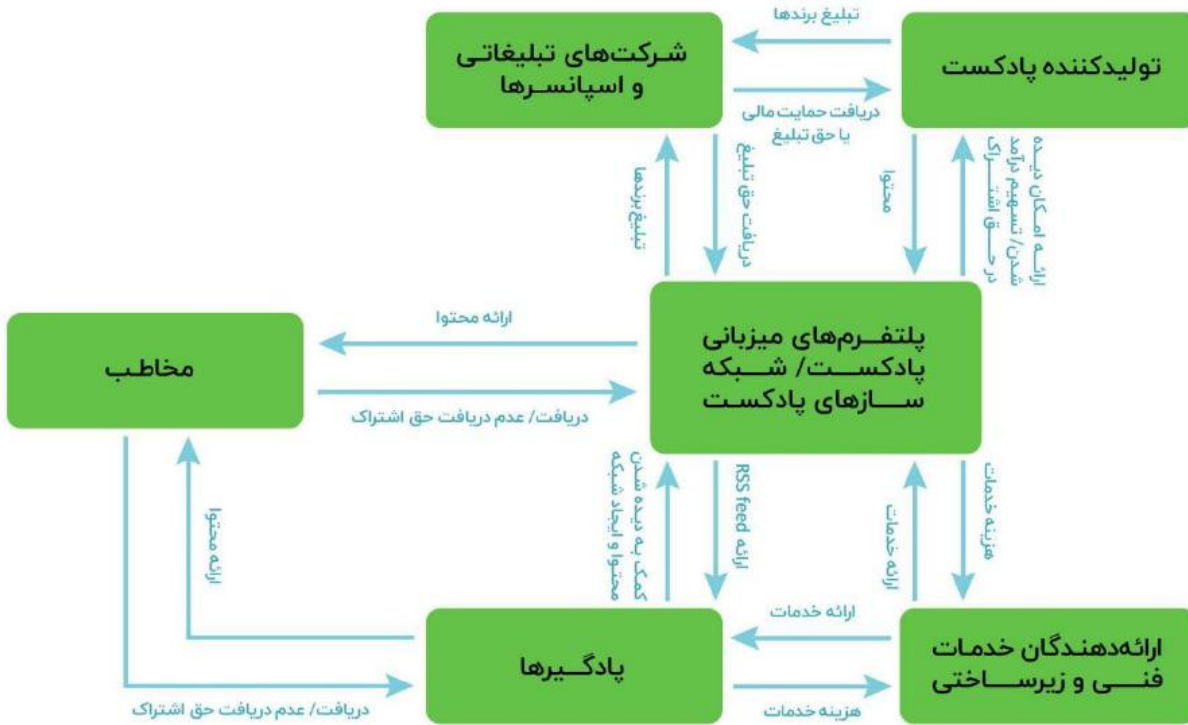 تبلیغ برندها
تولیدکننده پادکست
شرکت‌های تبلیغاتی
و اسپانسرها
دریافت حمایت مالی
یا حق تبلیغ
ارائه امکان دیده
شدن/ تسهیم درآمد
در حق اشتراک
محتوا
دریافت حق تبلیغ
تبلیغ برندها
پلتفرم‌های میزبانی
پادکست/ شبکه
سازهای پادکست
ارائه محتوا
مخاطب
دریافت/ عدم دریافت حق اشتراک
هزینه خدمات
ارائه خدمات
ارائه RSS feed
کمک به دیده شدن
محتوا و ایجاد شبکه
ارائه محتوا
ارائه‌دهندگان خدمات
فنی و زیرساختی
ارائه خدمات
پادگیرها
هزینه خدمات
دریافت/ عدم دریافت حق اشتراک